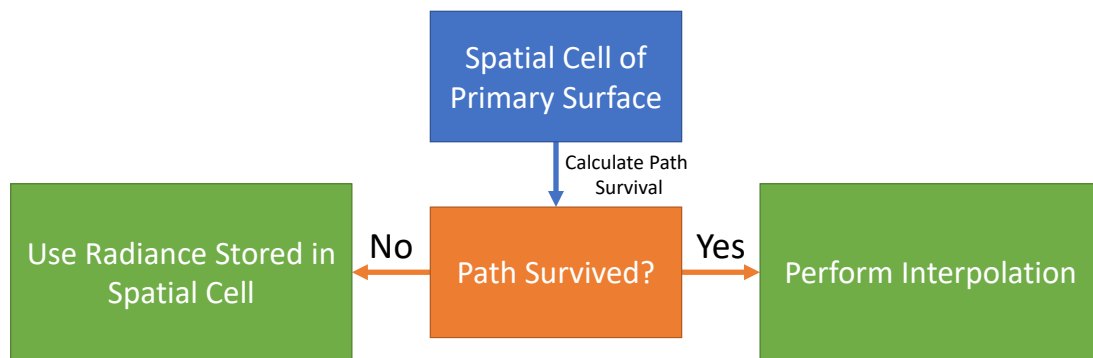 Spatial Cell of
Primary Surface
Calculate Path
Survival
Use Radiance Stored in
Spatial Cell
No
Path Survived?
Yes
Perform Interpolation